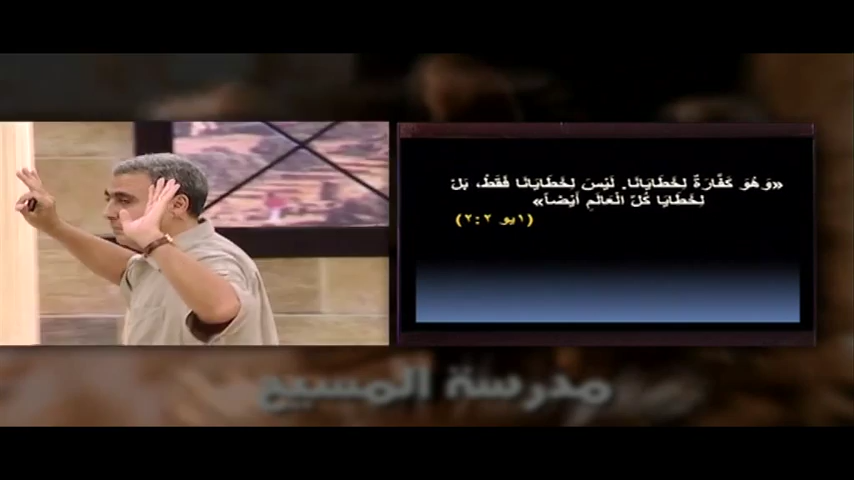 «وَهُوَ كَفَّارَةٌ لِخَطَايَانَا. لَيْسَ لِخَطَايَانَا فَقَطْ، بَلْ
لِخَطَايَا كُلِّ الْعَالَمِ أَيْضاً»
(١يو ٢:٢)
مدرسة المسيح